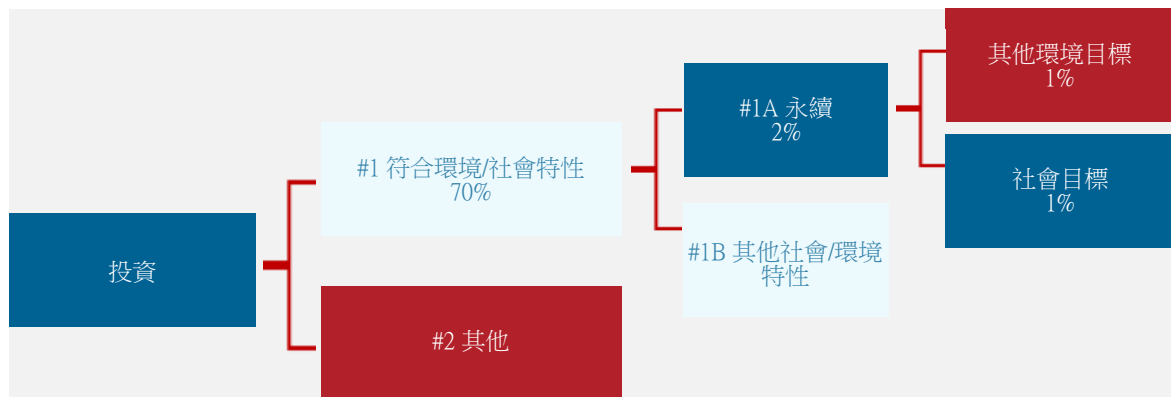 投資
#1 符合環境/社會特性
70%
#2 其他
#1A 永續
2%
#1B 其他社會/環境
特性
其他環境目標
1%
社會目標
1%